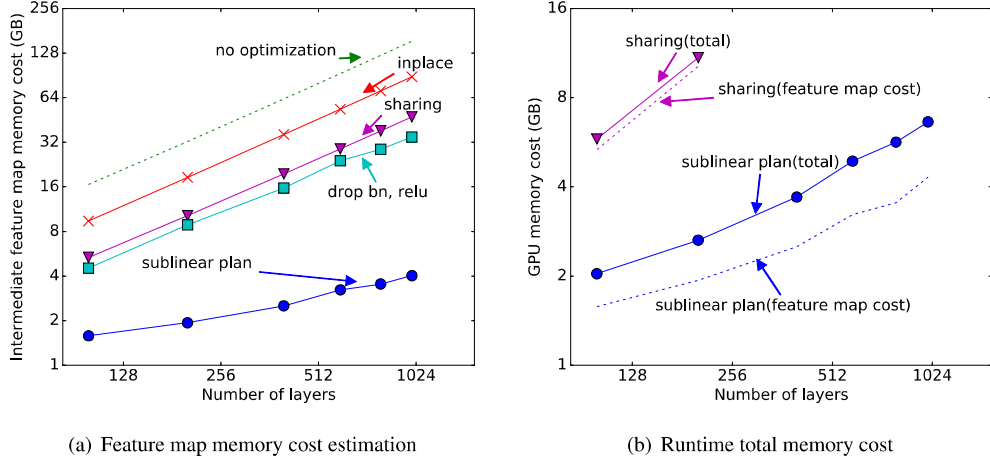 Intermediate feature map memory cost (GB)
256
128
64
32
16
8
4
2
1
no optimization
inplace
sharing
drop bn, relu
sublinear plan
128
256
512
1024
Number of layers
(a) Feature map memory cost estimation
GPU memory cost (GB)
16
8
4
2
1
sharing(total)
sharing(feature map cost)
sublinear plan(total)
sublinear plan(feature map cost)
128
256
512
1024
Number of layers
(b) Runtime total memory cost